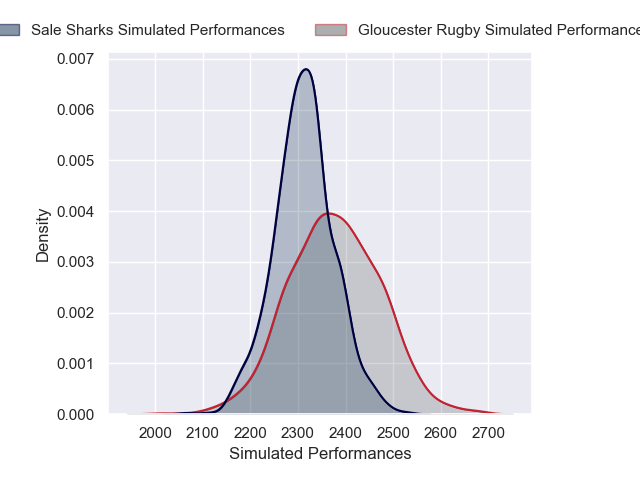 Sale Sharks Simulated Performances Gloucester Rugby Simulated Performance
0.007
0.006
0.005
0.004
0.003
0.002
0.001
0.000
Density
2000 2100 2200 2300 2400 2500 2600 2700
Simulated Performances